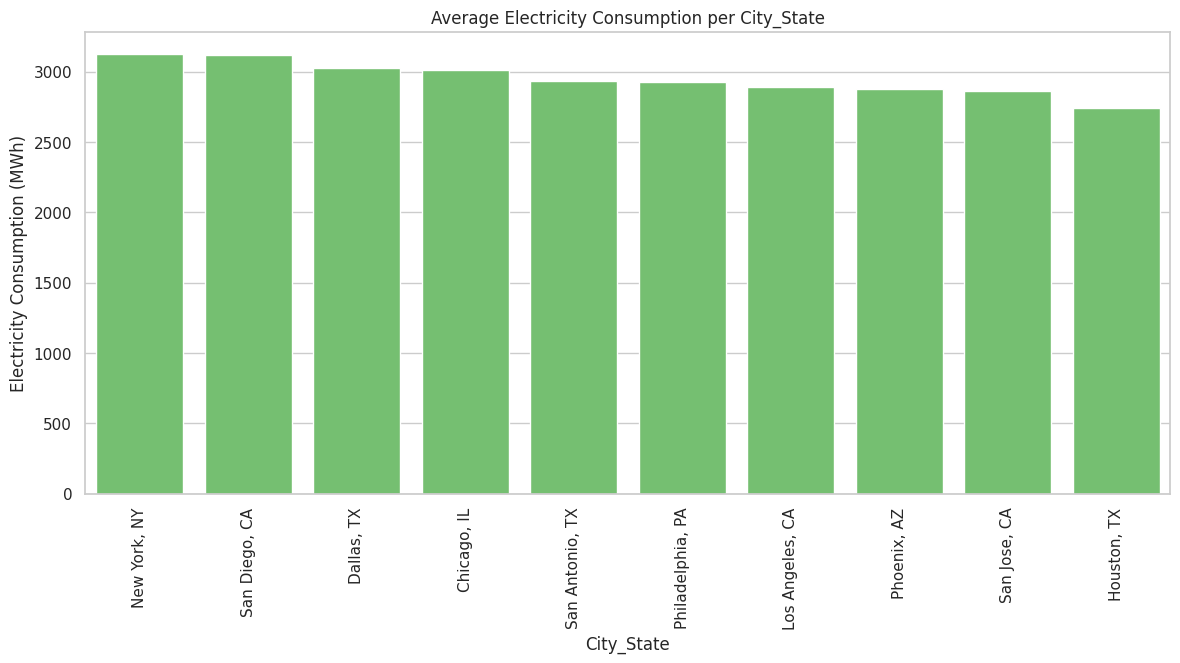 Average Electricity Consumption per City_State
Electricity Consumption (MWh)
3000
2500
2000
1500
1000
500
0
New York, NY
San Diego, CA
Dallas, TX
Chicago, IL
San Antonio, TX
Philadelphia, PA
Los Angeles, CA
Phoenix, AZ
San Jose, CA
Houston, TX
City_State